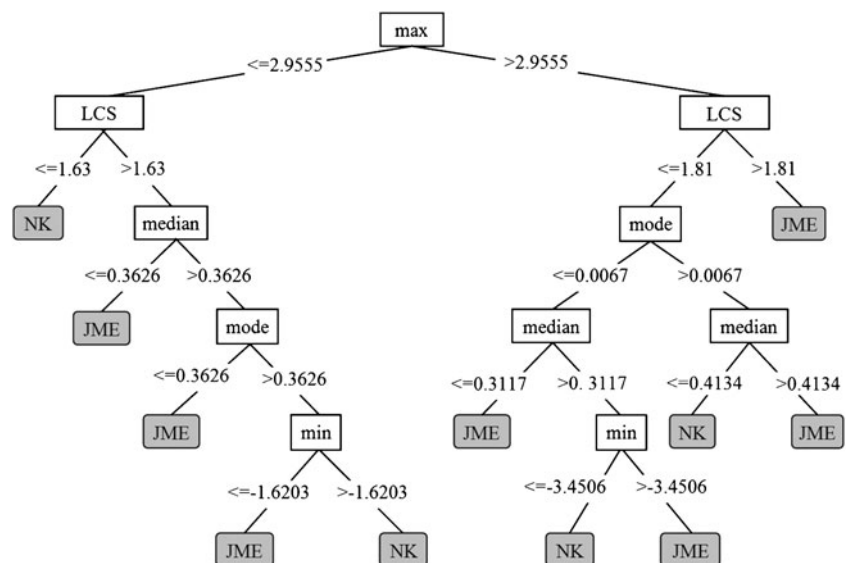 max
<=2.9555 >2.9555
LCS LCS
<=1.63 >1.63 <=1.81 >1.81
NK median mode JME
<=0.3626 >0.3626 <=0.0067 >0.0067
JME mode median median
<=0.3626 >0.3626 <=0.3117 >0. 3117 <=0.4134 >0.4134
JME min JME min NK JME
<=-1.6203 >-1.6203 <=-3.4506 >-3.4506
JME NK NK JME